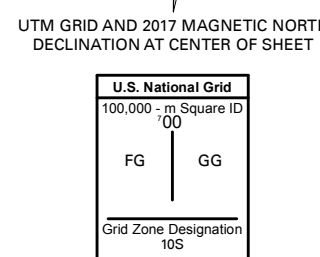 UTM GRID AND 2017 MAGNETIC NORTH
DECLINATION AT CENTER OF SHEET
U.S. National Grid
100,000 - m Square ID
⁷00
FG GG
Grid Zone Designation
10S